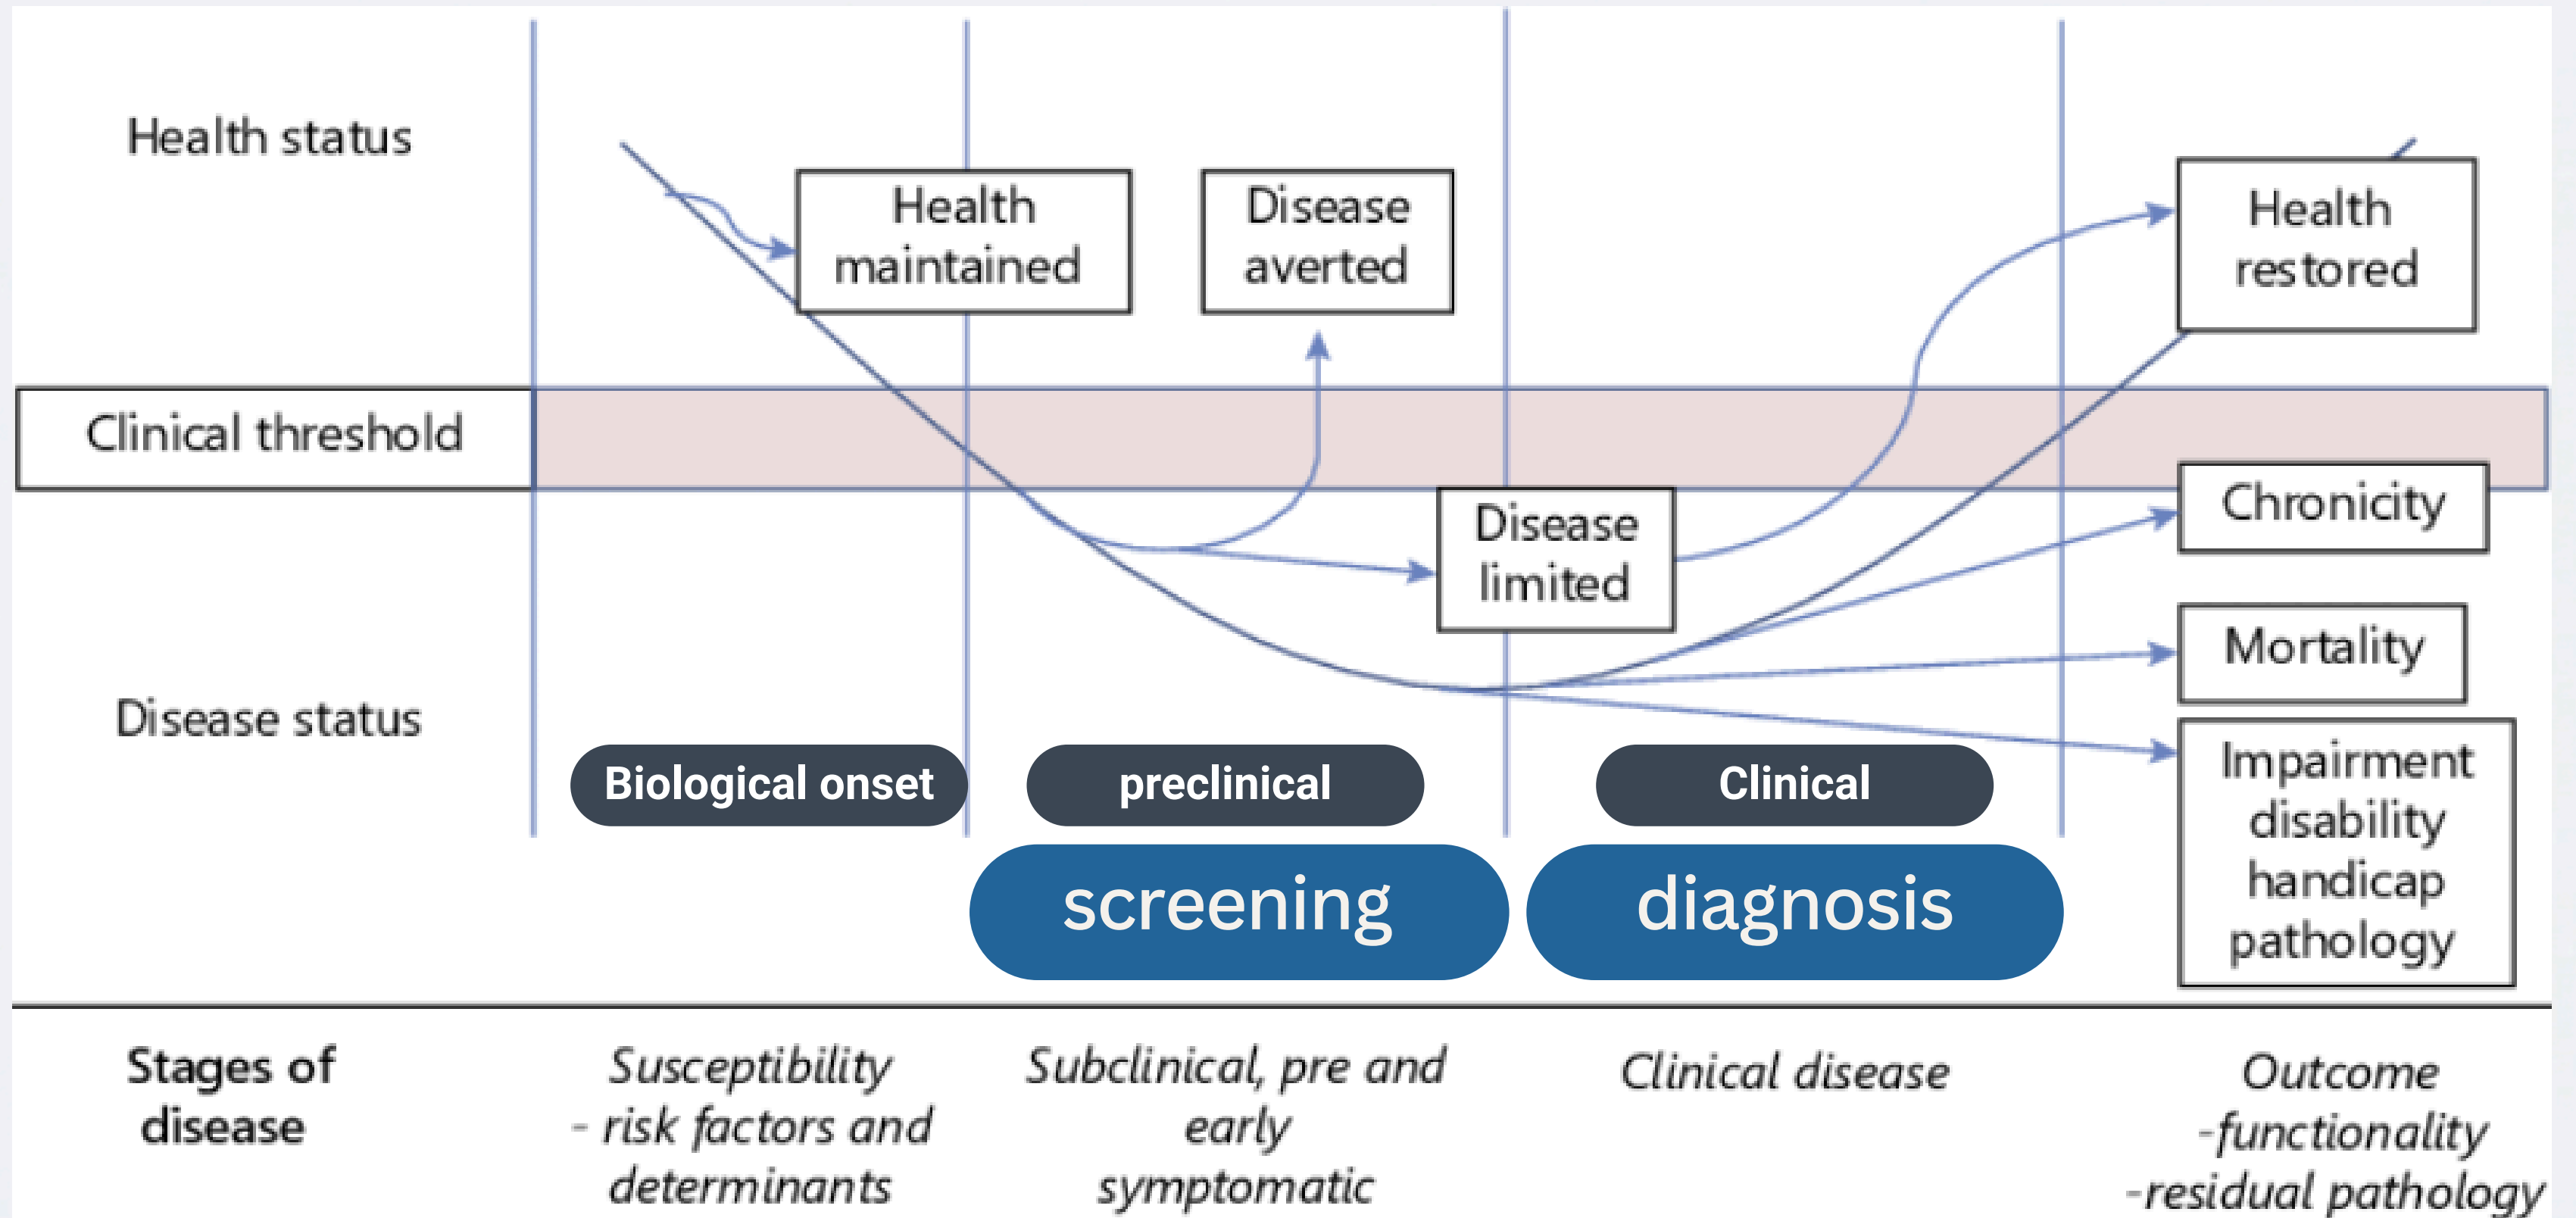 Health status
Health
maintained
Disease
averted
Health
restored
Clinical threshold
Disease
limited
Chronicity
Mortality
Disease status
Impairment
disability
handicap
pathology
Biological onset
preclinical
Clinical
screening
diagnosis
Stages of
disease
Susceptibility
- risk factors and
determinants
Subclinical, pre and
early
symptomatic
Clinical disease
Outcome
-functionality
-residual pathology